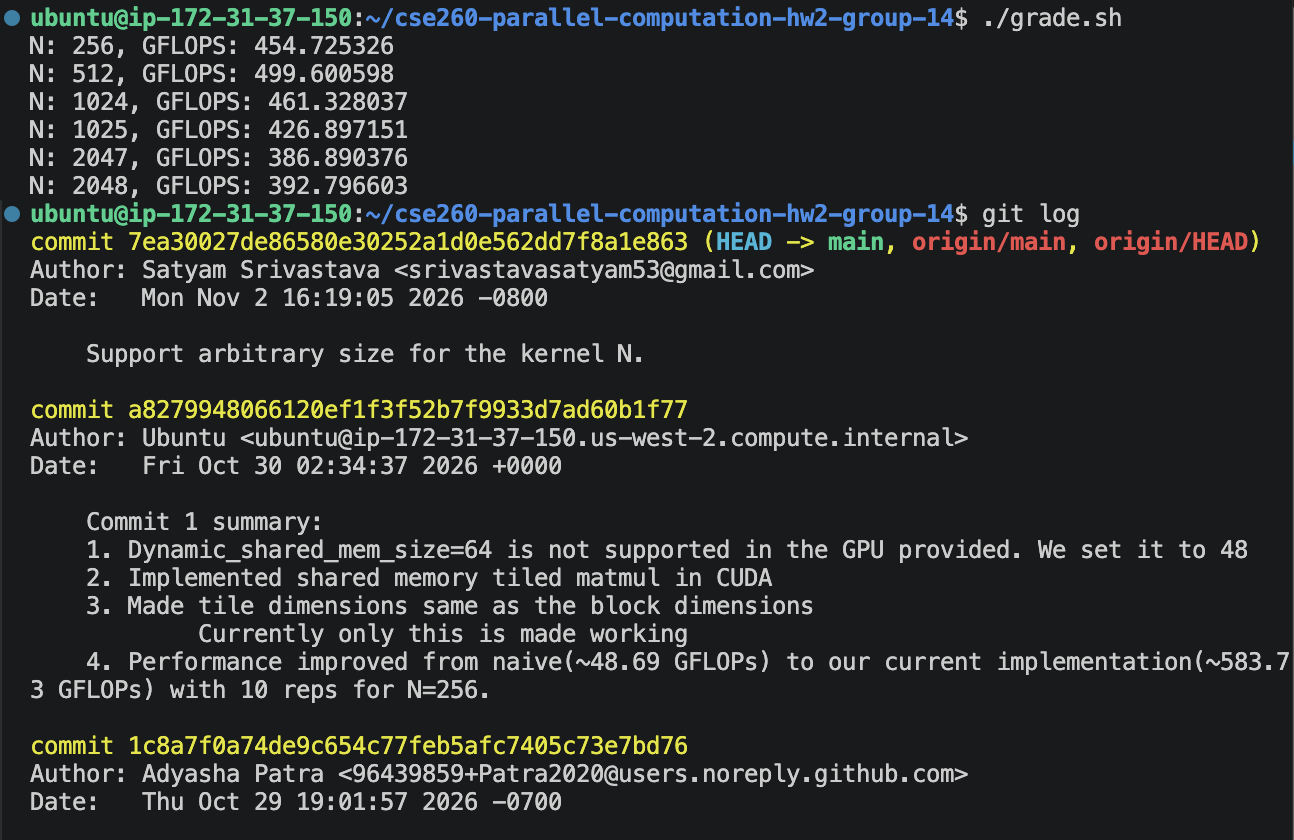 ubuntu@ip-172-31-37-150:~/cse260-parallel-computation-hw2-group-14$ ./grade.sh
N: 256, GFLOPS: 454.725326
N: 512, GFLOPS: 499.600598
N: 1024, GFLOPS: 461.328037
N: 1025, GFLOPS: 426.897151
N: 2047, GFLOPS: 386.890376
N: 2048, GFLOPS: 392.796603
ubuntu@ip-172-31-37-150:~/cse260-parallel-computation-hw2-group-14$ git log
commit 7ea30027de86580e30252a1d0e562dd7f8a1e863 (HEAD -> main, origin/main, origin/HEAD)
Author: Satyam Srivastava <srivastavasatyam53@gmail.com>
Date:   Mon Nov 2 16:19:05 2026 -0800

    Support arbitrary size for the kernel N.

commit a8279948066120ef1f3f52b7f9933d7ad60b1f77
Author: Ubuntu <ubuntu@ip-172-31-37-150.us-west-2.compute.internal>
Date:   Fri Oct 30 02:34:37 2026 +0000

    Commit 1 summary:
    1. Dynamic_shared_mem_size=64 is not supported in the GPU provided. We set it to 48
    2. Implemented shared memory tiled matmul in CUDA
    3. Made tile dimensions same as the block dimensions
            Currently only this is made working
    4. Performance improved from naive(~48.69 GFLOPs) to our current implementation(~583.7
3 GFLOPs) with 10 reps for N=256.

commit 1c8a7f0a74de9c654c77feb5afc7405c73e7bd76
Author: Adyasha Patra <96439859+Patra2020@users.noreply.github.com>
Date:   Thu Oct 29 19:01:57 2026 -0700